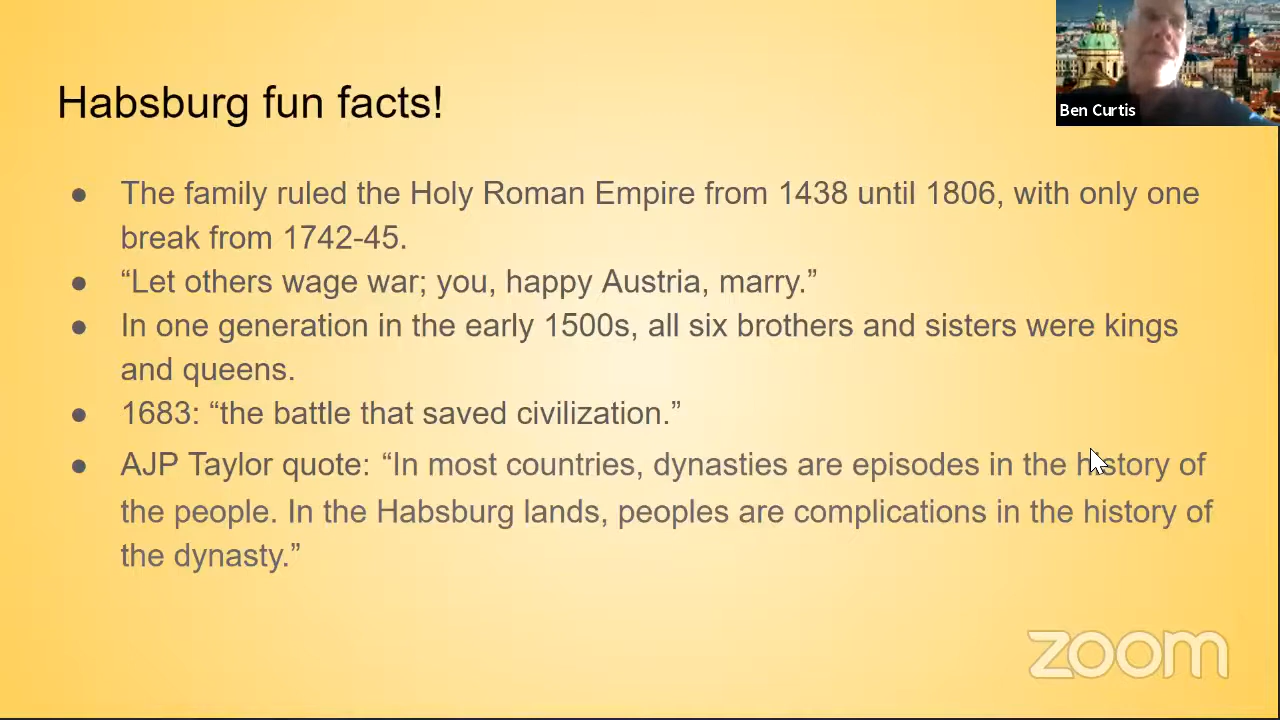 Ben Curtis
Habsburg fun facts!
● The family ruled the Holy Roman Empire from 1438 until 1806, with only one
break from 1742-45.
● “Let others wage war; you, happy Austria, marry.”
● In one generation in the early 1500s, all six brothers and sisters were kings
and queens.
● 1683: “the battle that saved civilization.”
● AJP Taylor quote: “In most countries, dynasties are episodes in the history of
the people. In the Habsburg lands, peoples are complications in the history of
the dynasty.”
zoom